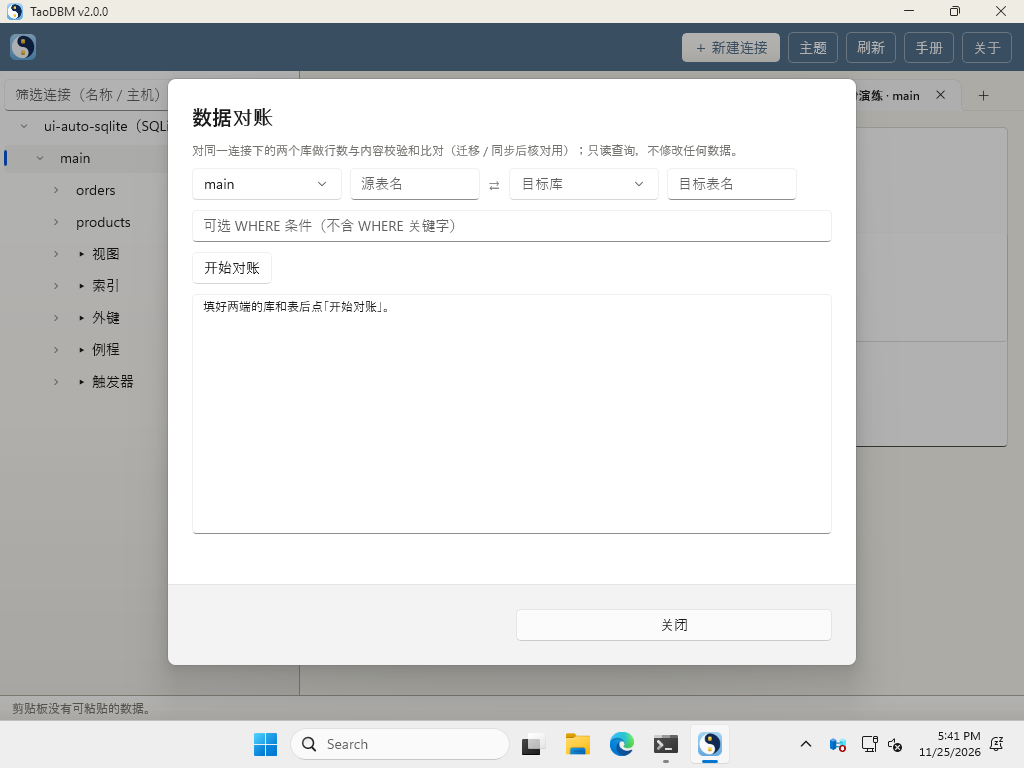 TaoDBM v2.0.0
+ 新建连接
主题
刷新
手册
关于
筛选连接（名称 / 主机）
演练 · main
ui-auto-sqlite（SQLi
main
orders
products
视图
索引
外键
例程
触发器
数据对账
对同一连接下的两个库做行数与内容校验和比对（迁移 / 同步后核对用）；只读查询，不修改任何数据。
main
源表名
⇄
目标库
目标表名
可选 WHERE 条件（不含 WHERE 关键字）
开始对账
填好两端的库和表后点「开始对账」。
关闭
剪贴板没有可粘贴的数据。
Search
5:41 PM
11/25/2026